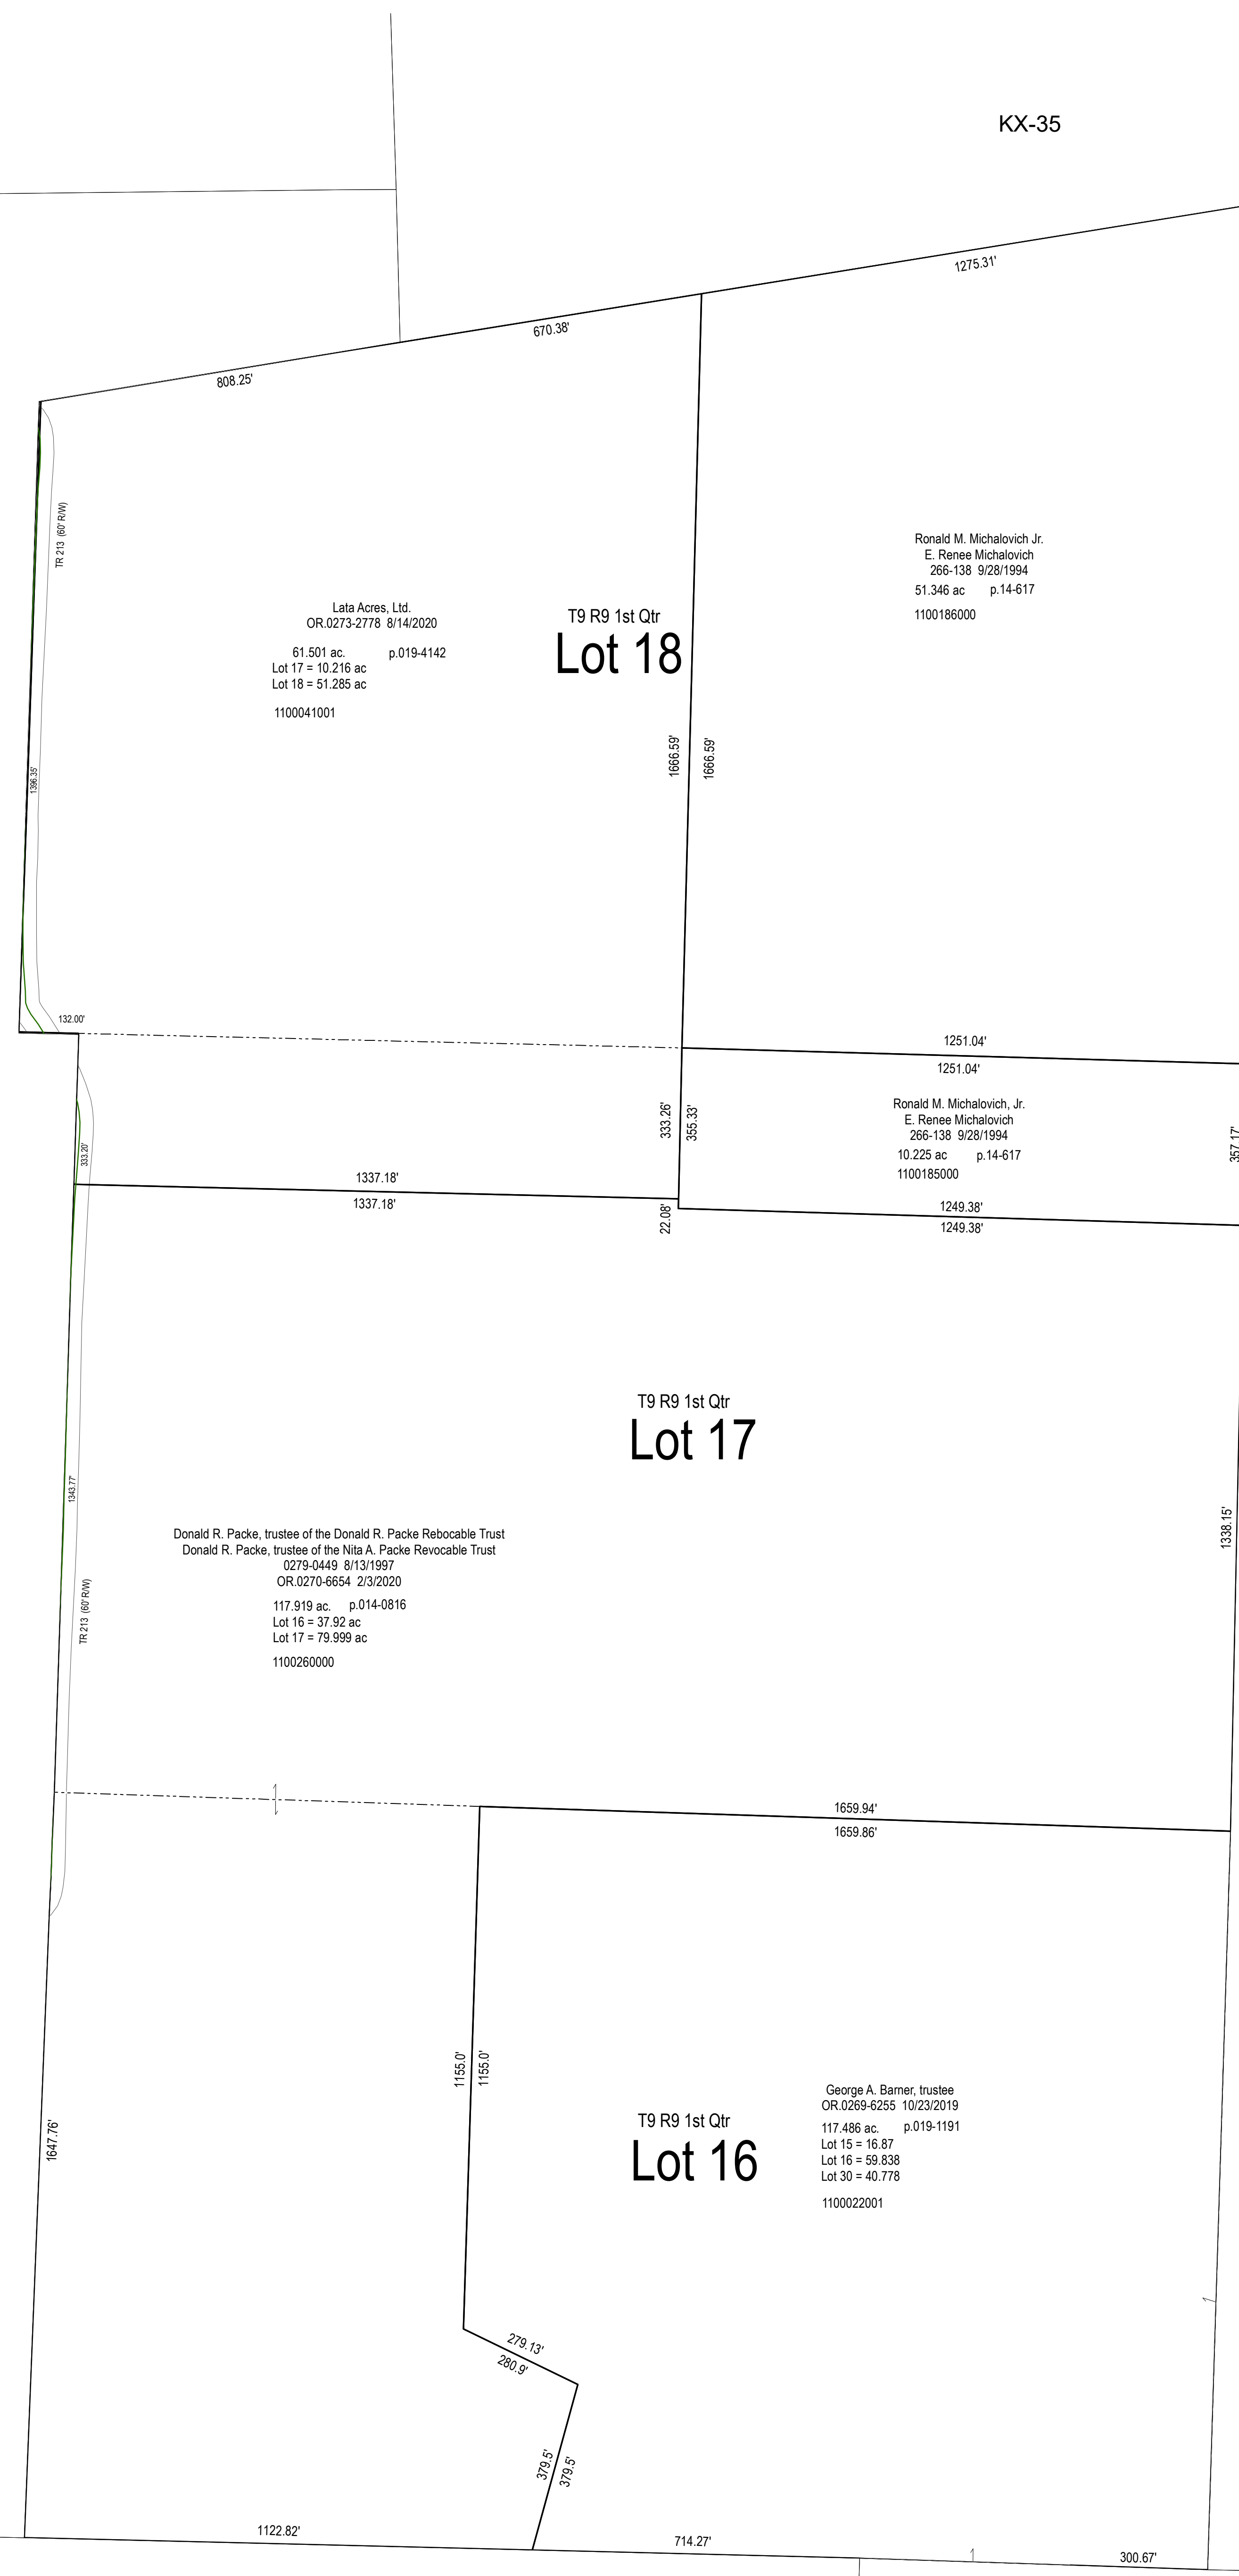 KX-35
1275.31'
670.38'
808.25'
TR 213 (60' R/W)
Ronald M. Michalovich Jr.
E. Renee Michalovich
266-138 9/28/1994
51.346 ac p.14-617
1100186000
Lata Acres, Ltd.
OR.0273-2778 8/14/2020
61.501 ac. p.019-4142
Lot 17 = 10.216 ac
Lot 18 = 51.285 ac
1100041001
T9 R9 1st Qtr
Lot 18
1666.59'
1666.59'
1396.35'
132.00'
1251.04'
1251.04'
Ronald M. Michalovich, Jr.
E. Renee Michalovich
266-138 9/28/1994
10.225 ac p.14-617
1100185000
333.26'
355.33'
357.17'
333.20'
1337.18'
1337.18'
22.08'
1249.38'
1249.38'
T9 R9 1st Qtr
Lot 17
1343.77'
1338.15'
Donald R. Packe, trustee of the Donald R. Packe Rebocable Trust
Donald R. Packe, trustee of the Nita A. Packe Revocable Trust
0279-0449 8/13/1997
OR.0270-6654 2/3/2020
117.919 ac. p.014-0816
Lot 16 = 37.92 ac
Lot 17 = 79.999 ac
1100260000
TR 213 (60' R/W)
1659.94'
1659.86'
1155.0'
1155.0'
1647.76'
T9 R9 1st Qtr
Lot 16
George A. Barner, trustee
OR.0269-6255 10/23/2019
117.486 ac. p.019-1191
Lot 15 = 16.87
Lot 16 = 59.838
Lot 30 = 40.778
1100022001
279.13'
280.9'
379.5'
379.5'
1122.82'
714.27'
300.67'